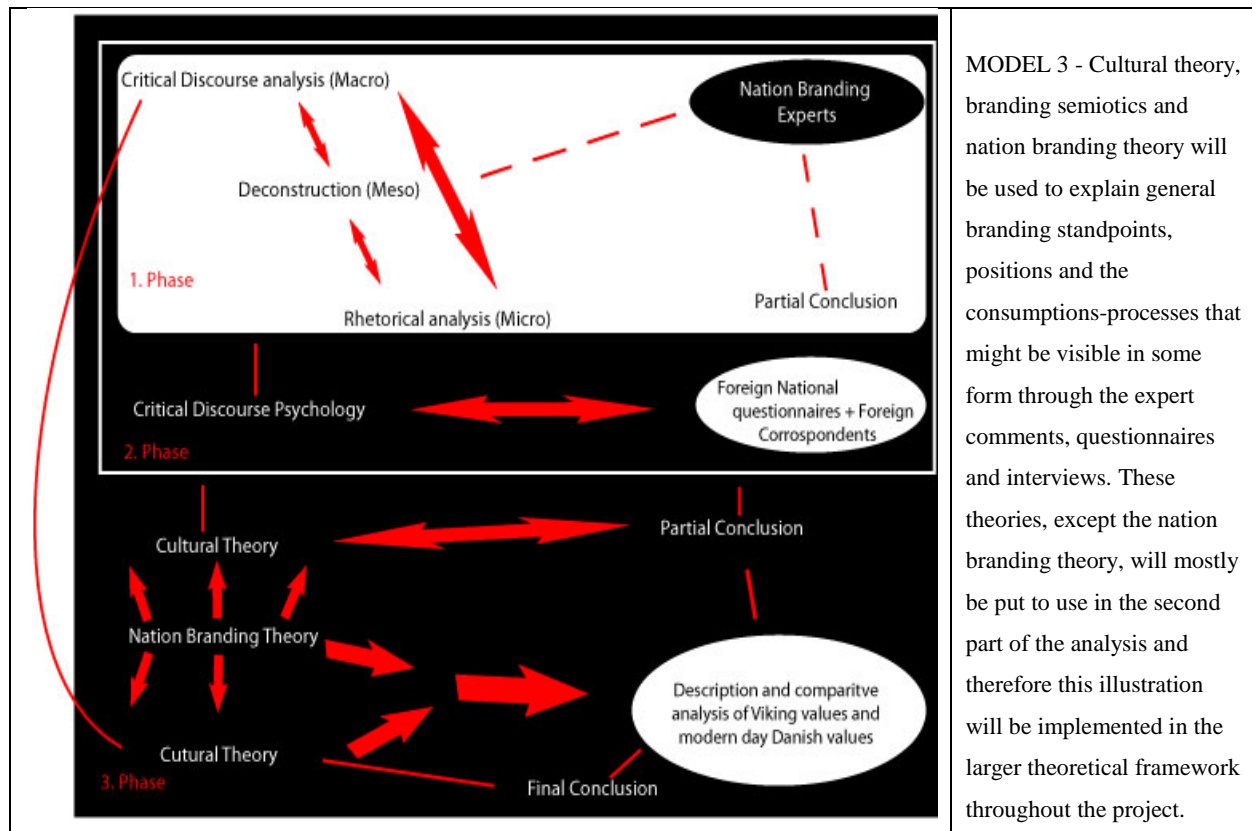 Critical Discourse analysis (Macro)
Nation Branding
Experts
Deconstruction (Meso)
1. Phase
Partial Conclusion
Rhetorical analysis (Micro)
Critical Discourse Psychology
Foreign National
questionnaires + Foreign
Corrospondents
2. Phase
Cultural Theory
Partial Conclusion
Nation Branding Theory
Description and comparitve
analysis of Viking values and
modern day Danish values
Cutural Theory
3. Phase
Final Conclusion
MODEL 3 - Cultural theory,
branding semiotics and
nation branding theory will
be used to explain general
branding standpoints,
positions and the
consumptions-processes that
might be visible in some
form through the expert
comments, questionnaires
and interviews. These
theories, except the nation
branding theory, will mostly
be put to use in the second
part of the analysis and
therefore this illustration
will be implemented in the
larger theoretical framework
throughout the project.